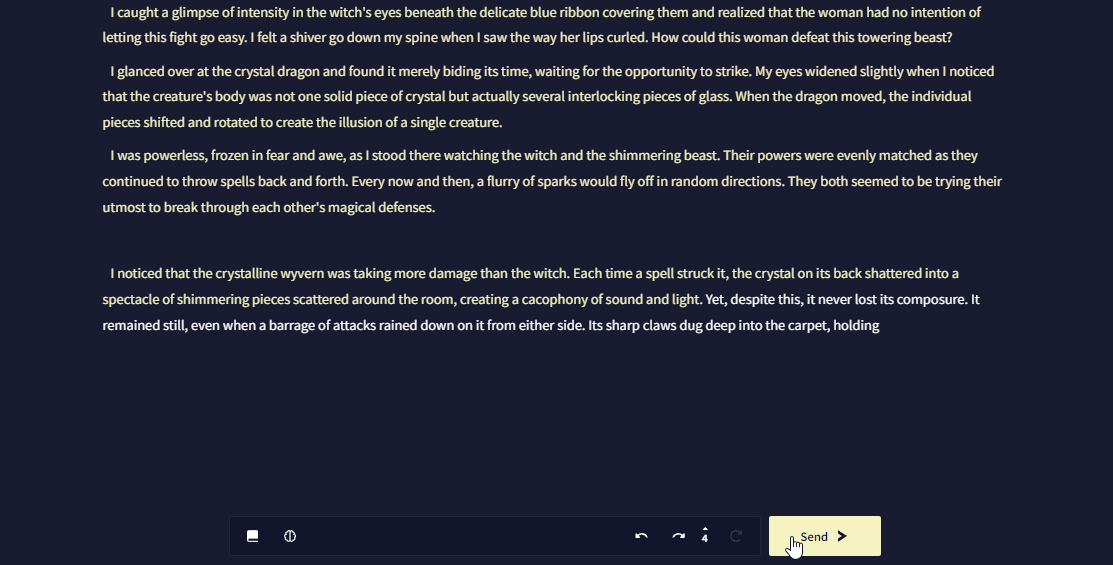 I caught a glimpse of intensity in the witch's eyes beneath the delicate blue ribbon covering them and realized that the woman had no intention of
letting this fight go easy. I felt a shiver go down my spine when I saw the way her lips curled. How could this woman defeat this towering beast?
I glanced over at the crystal dragon and found it merely biding its time, waiting for the opportunity to strike. My eyes widened slightly when I noticed
that the creature's body was not one solid piece of crystal but actually several interlocking pieces of glass. When the dragon moved, the individual
pieces shifted and rotated to create the illusion of a single creature.
I was powerless, frozen in fear and awe, as I stood there watching the witch and the shimmering beast. Their powers were evenly matched as they
continued to throw spells back and forth. Every now and then, a flurry of sparks would fly off in random directions. They both seemed to be trying their
utmost to break through each other's magical defenses.
I noticed that the crystalline wyvern was taking more damage than the witch. Each time a spell struck it, the crystal on its back shattered into a
spectacle of shimmering pieces scattered around the room, creating a cacophony of sound and light. Yet, despite this, it never lost its composure. It
remained still, even when a barrage of attacks rained down on it from either side. Its sharp claws dug deep into the carpet, holding
4
Send